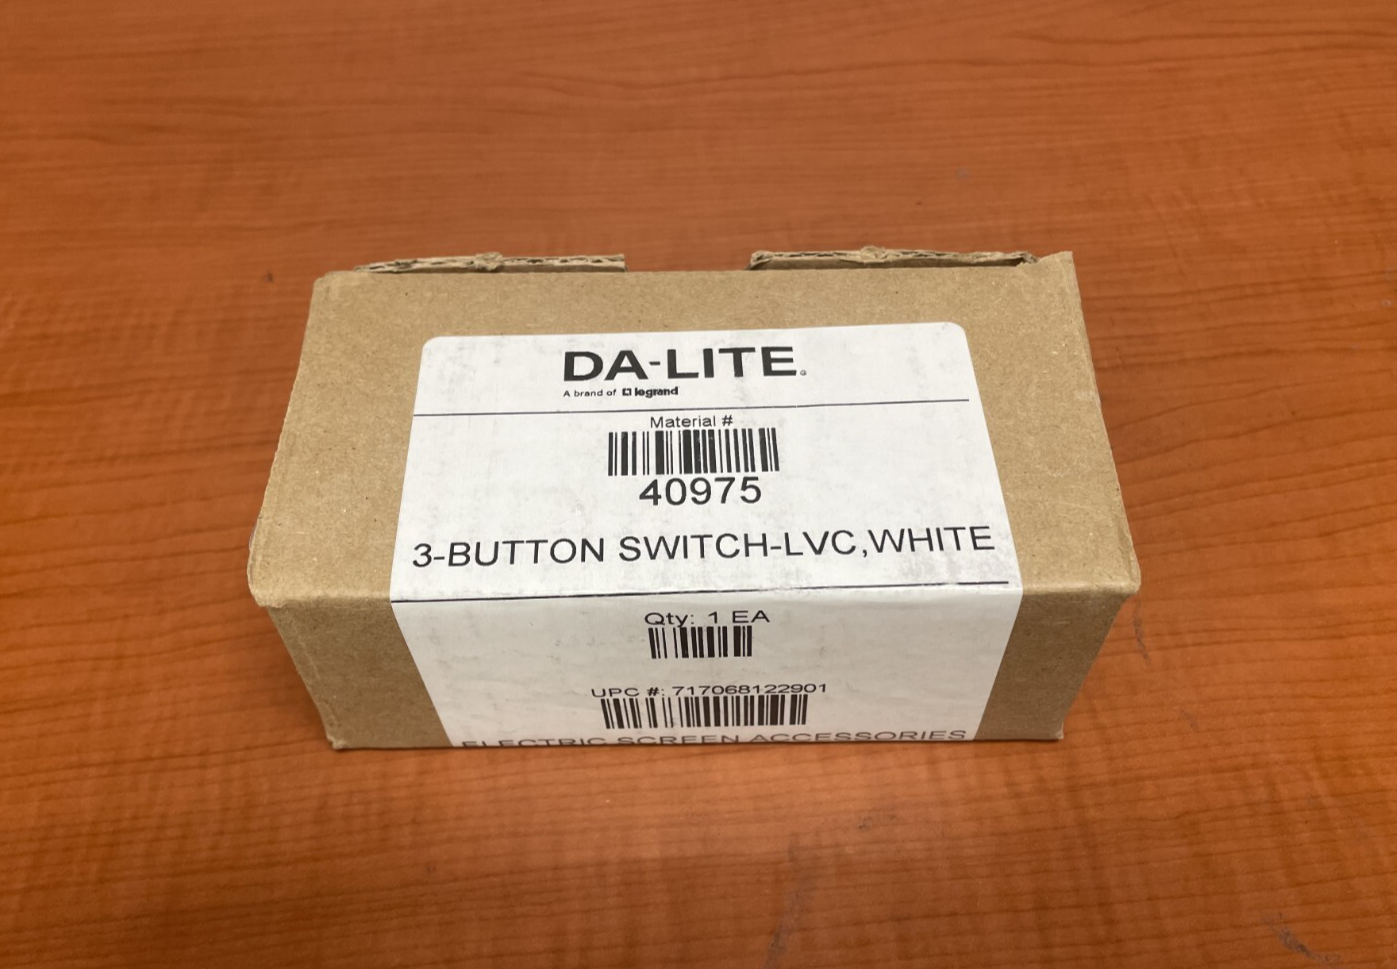 DA-LITE®
A brand of legrand
Material #
40975
3-BUTTON SWITCH-LVC,WHITE
Qty: 1 EA
UPC #: 717068122901
ELECTRIC SCREEN ACCESSORIES